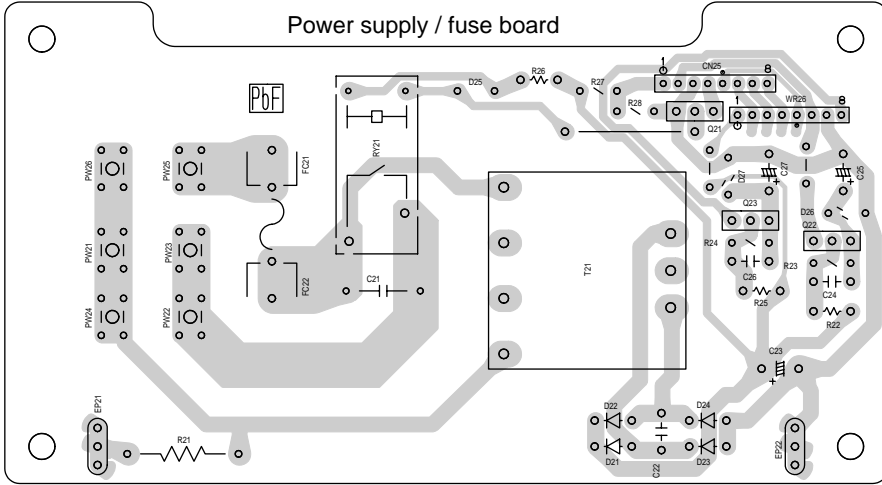 Power supply / fuse board
CN25
1
8
R26
D25
R27
WR26
PbF
R28
1
8
Q21
RY21
PW26
PW25
FC21
D27
C27
C25
Q23
D26
Q22
R24
PW21
PW23
T21
R23
FC22
C26
C21
C24
R25
PW24
PW22
R22
C23
+
+
+
EP21
D22
D24
R21
EP22
D21
C22
D23